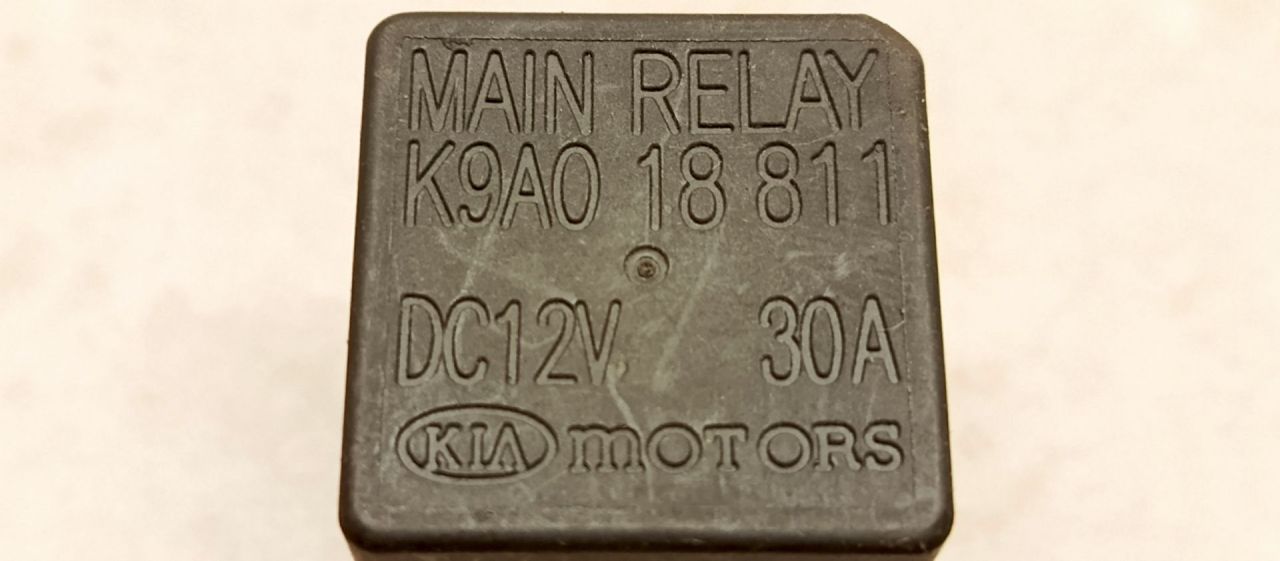 MAIN RELAY
K9A0 18 811
DC12V 30A
KIA MOTORS